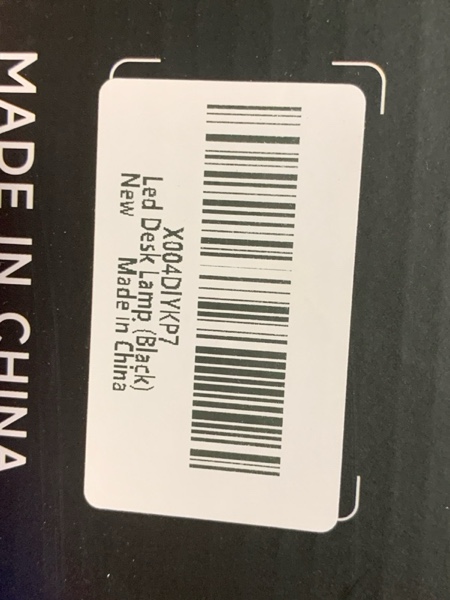 X004DIYKP7
Led Desk Lamp (Black)
New Made in China
MADE IN CHINA